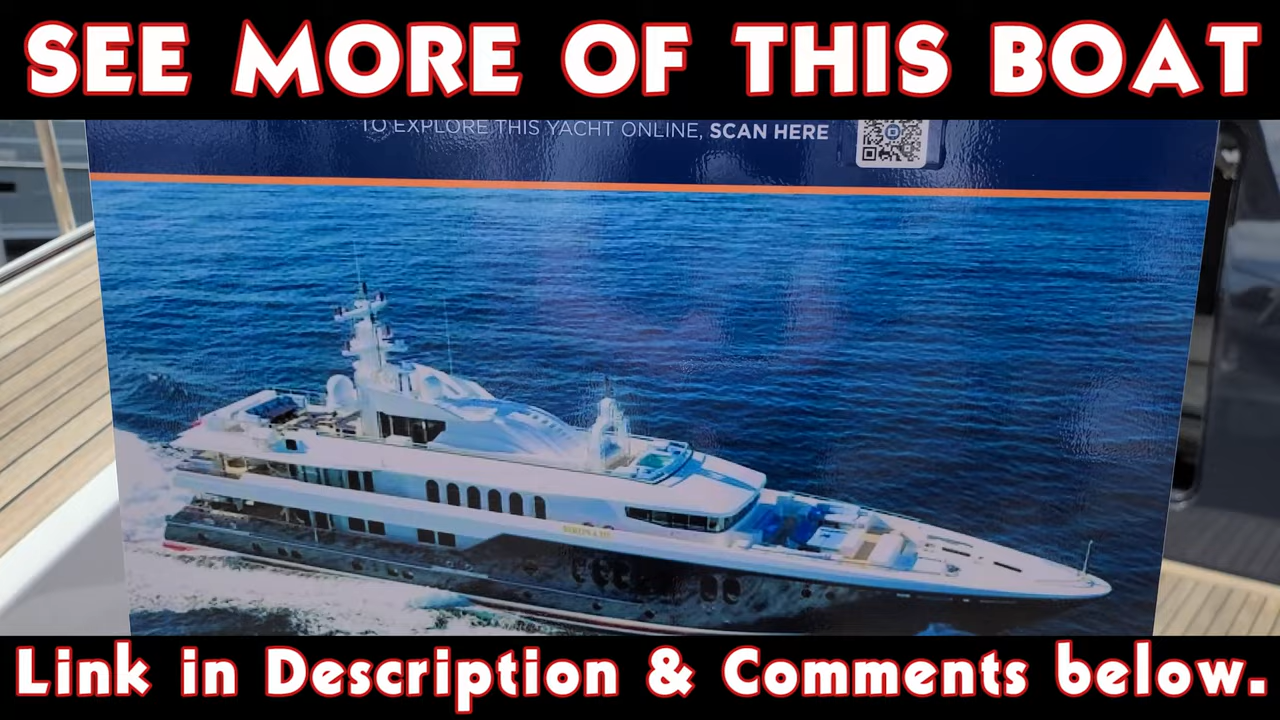 SEE MORE OF THIS BOAT
TO EXPLORE THIS YACHT ONLINE, SCAN HERE
Link in Description & Comments below.